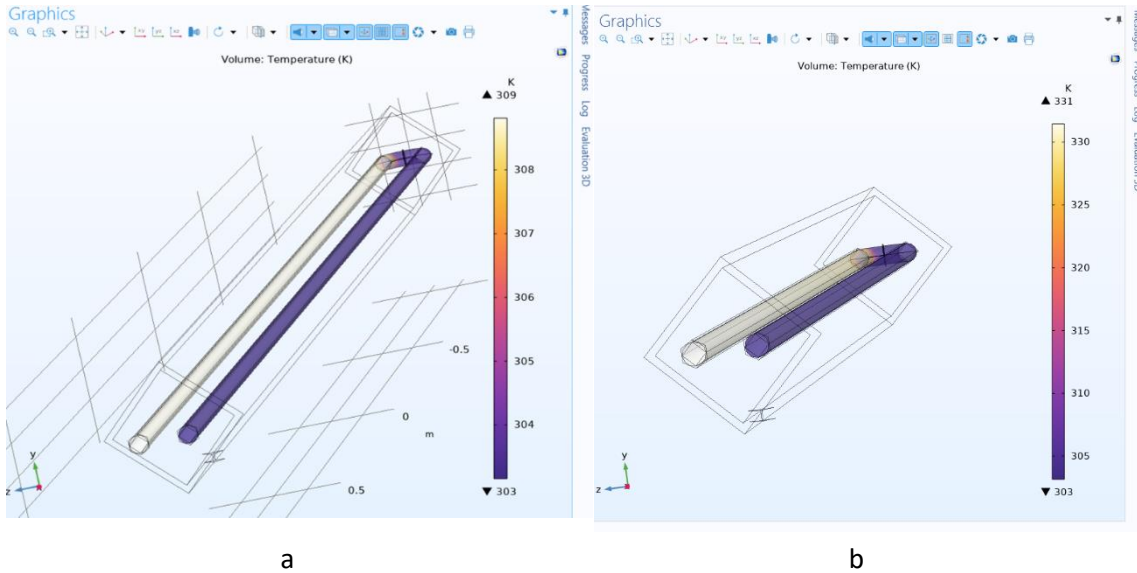 Graphics
Messages Progress Log Evaluation 3D
Volume: Temperature (K)
K
309
308
307
306
305
304
303
-0.5
0
m
0.5
y
z
a
Graphics
Volume: Temperature (K)
K
331
330
325
320
315
310
305
303
y
z
b